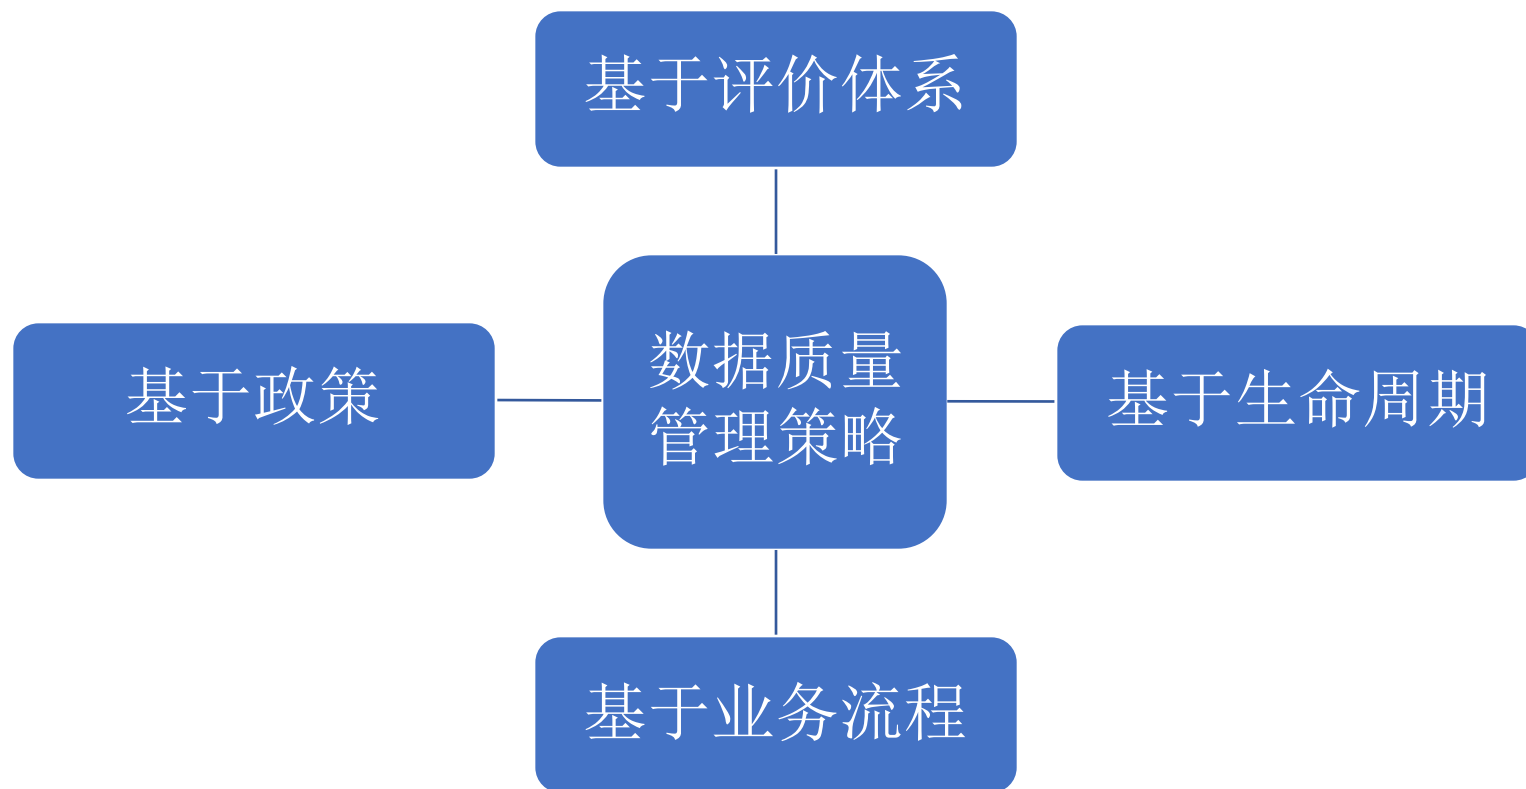 基于评价体系
数据质量
管理策略
基于政策
基于生命周期
基于业务流程